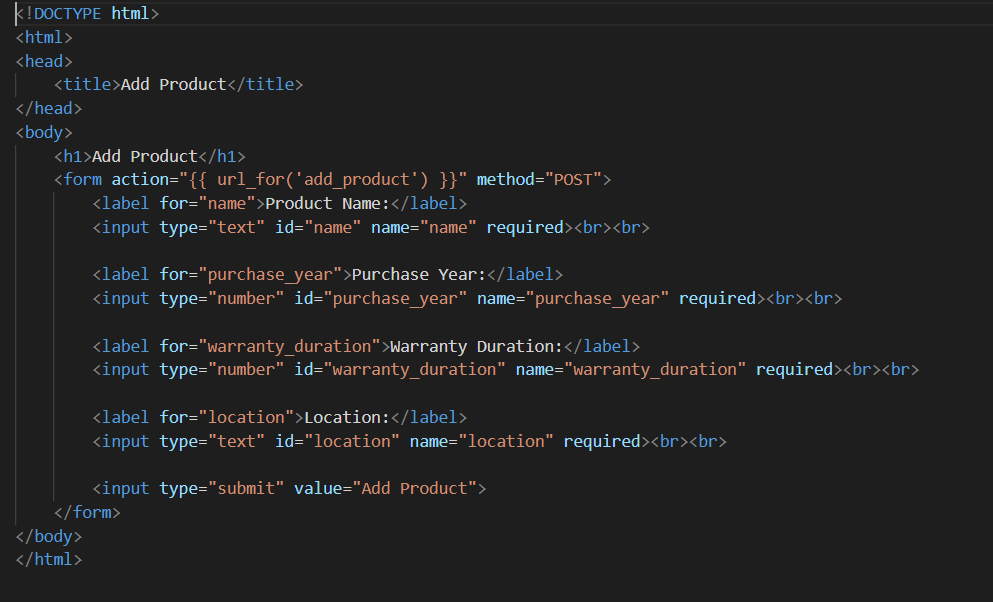 <!DOCTYPE html>
<html>
<head>
    <title>Add Product</title>
</head>
<body>
    <h1>Add Product</h1>
    <form action="{{ url_for('add_product') }}" method="POST">
        <label for="name">Product Name:</label>
        <input type="text" id="name" name="name" required><br><br>

        <label for="purchase_year">Purchase Year:</label>
        <input type="number" id="purchase_year" name="purchase_year" required><br><br>

        <label for="warranty_duration">Warranty Duration:</label>
        <input type="number" id="warranty_duration" name="warranty_duration" required><br><br>

        <label for="location">Location:</label>
        <input type="text" id="location" name="location" required><br><br>

        <input type="submit" value="Add Product">
    </form>
</body>
</html>